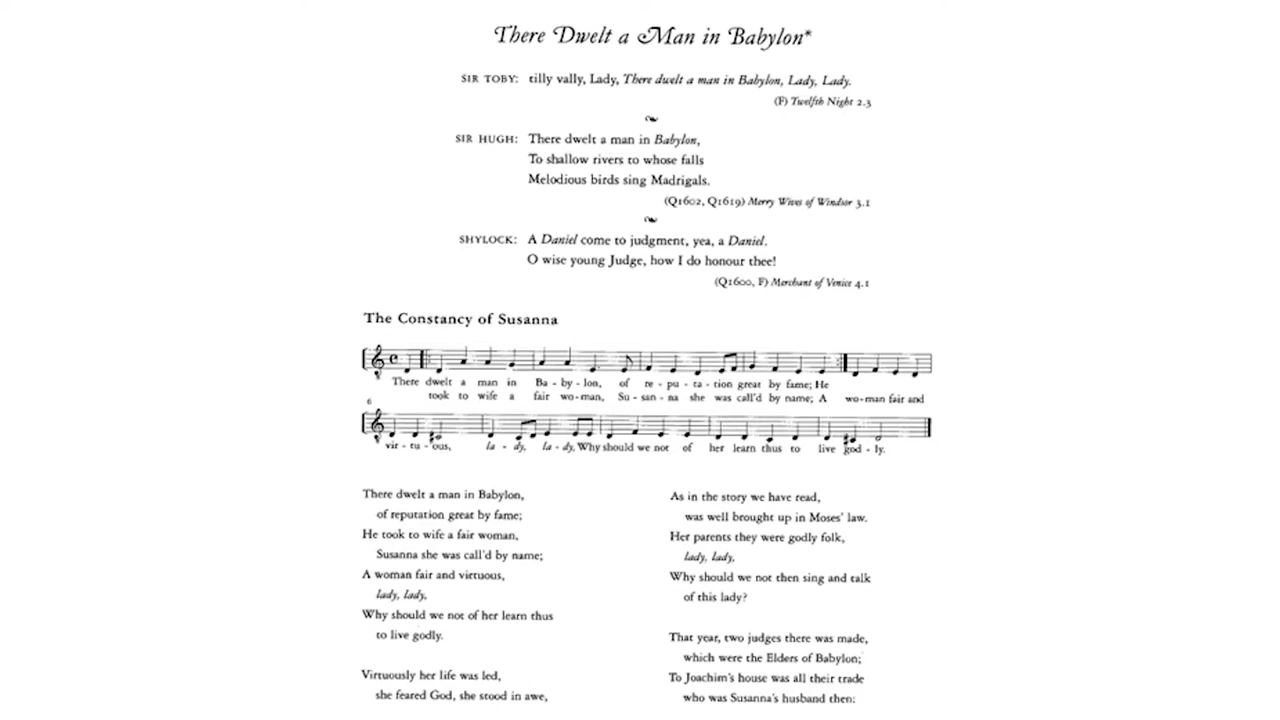 There Dwelt a Man in Babylon*
SIR TOBY: tilly vally, Lady, There dwelt a man in Babylon, Lady, Lady.
(F) Twelfth Night 2.3
SIR HUGH: There dwelt a man in Babylon,
To shallow rivers to whose falls
Melodious birds sing Madrigals.
(Q1602, Q1619) Merry Wives of Windsor 3.1
SHYLOCK: A Daniel come to judgment, yea, a Daniel.
O wise young Judge, how I do honour thee!
(Q1600, F) Merchant of Venice 4.1
The Constancy of Susanna
There dwelt a man in Ba - by - lon, of re - pu - ta - tion great by fame; He
took to wife a fair wo - man, Su - san - na she was call'd by name; A wo - man fair and
6
vir - tu - ous, la - dy, la - dy, Why should we not of her learn thus to live god - ly.
There dwelt a man in Babylon,
of reputation great by fame;
He took to wife a fair woman,
Susanna she was call'd by name;
A woman fair and virtuous,
lady, lady,
Why should we not of her learn thus
to live godly.
Virtuously her life was led,
she feared God, she stood in awe,
As in the story we have read,
was well brought up in Moses' law.
Her parents they were godly folk,
lady, lady,
Why should we not then sing and talk
of this lady?
That year, two judges there was made,
which were the Elders of Babylon;
To Joachim's house was all their trade
who was Susanna's husband then;